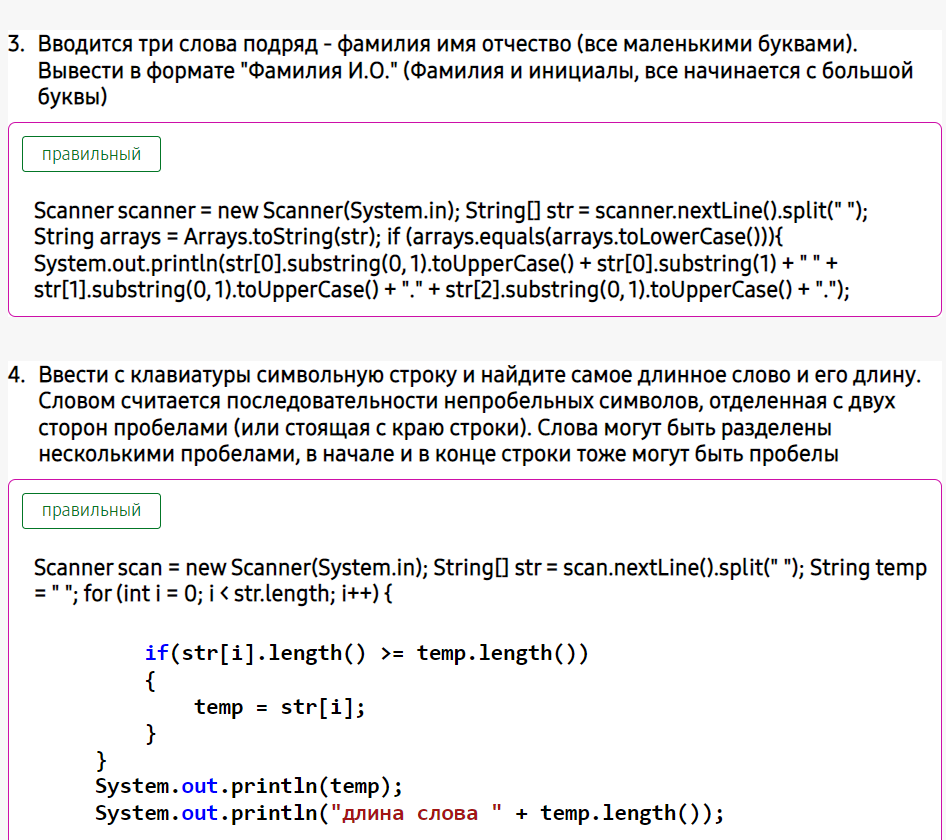 3. Вводится три слова подряд - фамилия имя отчество (все маленькими буквами).
Вывести в формате "Фамилия И.О." (Фамилия и инициалы, все начинается с большой
буквы)
правильный
Scanner scanner = new Scanner(System.in); String[] str = scanner.nextLine().split(" ");
String arrays = Arrays.toString(str); if (arrays.equals(arrays.toLowerCase())){
System.out.println(str[0].substring(0, 1).toUpperCase() + str[0].substring(1) + " " +
str[1].substring(0, 1).toUpperCase() + "." + str[2].substring(0, 1).toUpperCase() + ".");
4. Ввести с клавиатуры символьную строку и найдите самое длинное слово и его длину.
Словом считается последовательности непробельных символов, отделенная с двух
сторон пробелами (или стоящая с краю строки). Слова могут быть разделены
несколькими пробелами, в начале и в конце строки тоже могут быть пробелы
правильный
Scanner scan = new Scanner(System.in); String[] str = scan.nextLine().split(" "); String temp
= " "; for (int i = 0; i < str.length; i++) {
if(str[i].length() >= temp.length())
{
temp = str[i];
}
}
System.out.println(temp);
System.out.println("длина слова " + temp.length());